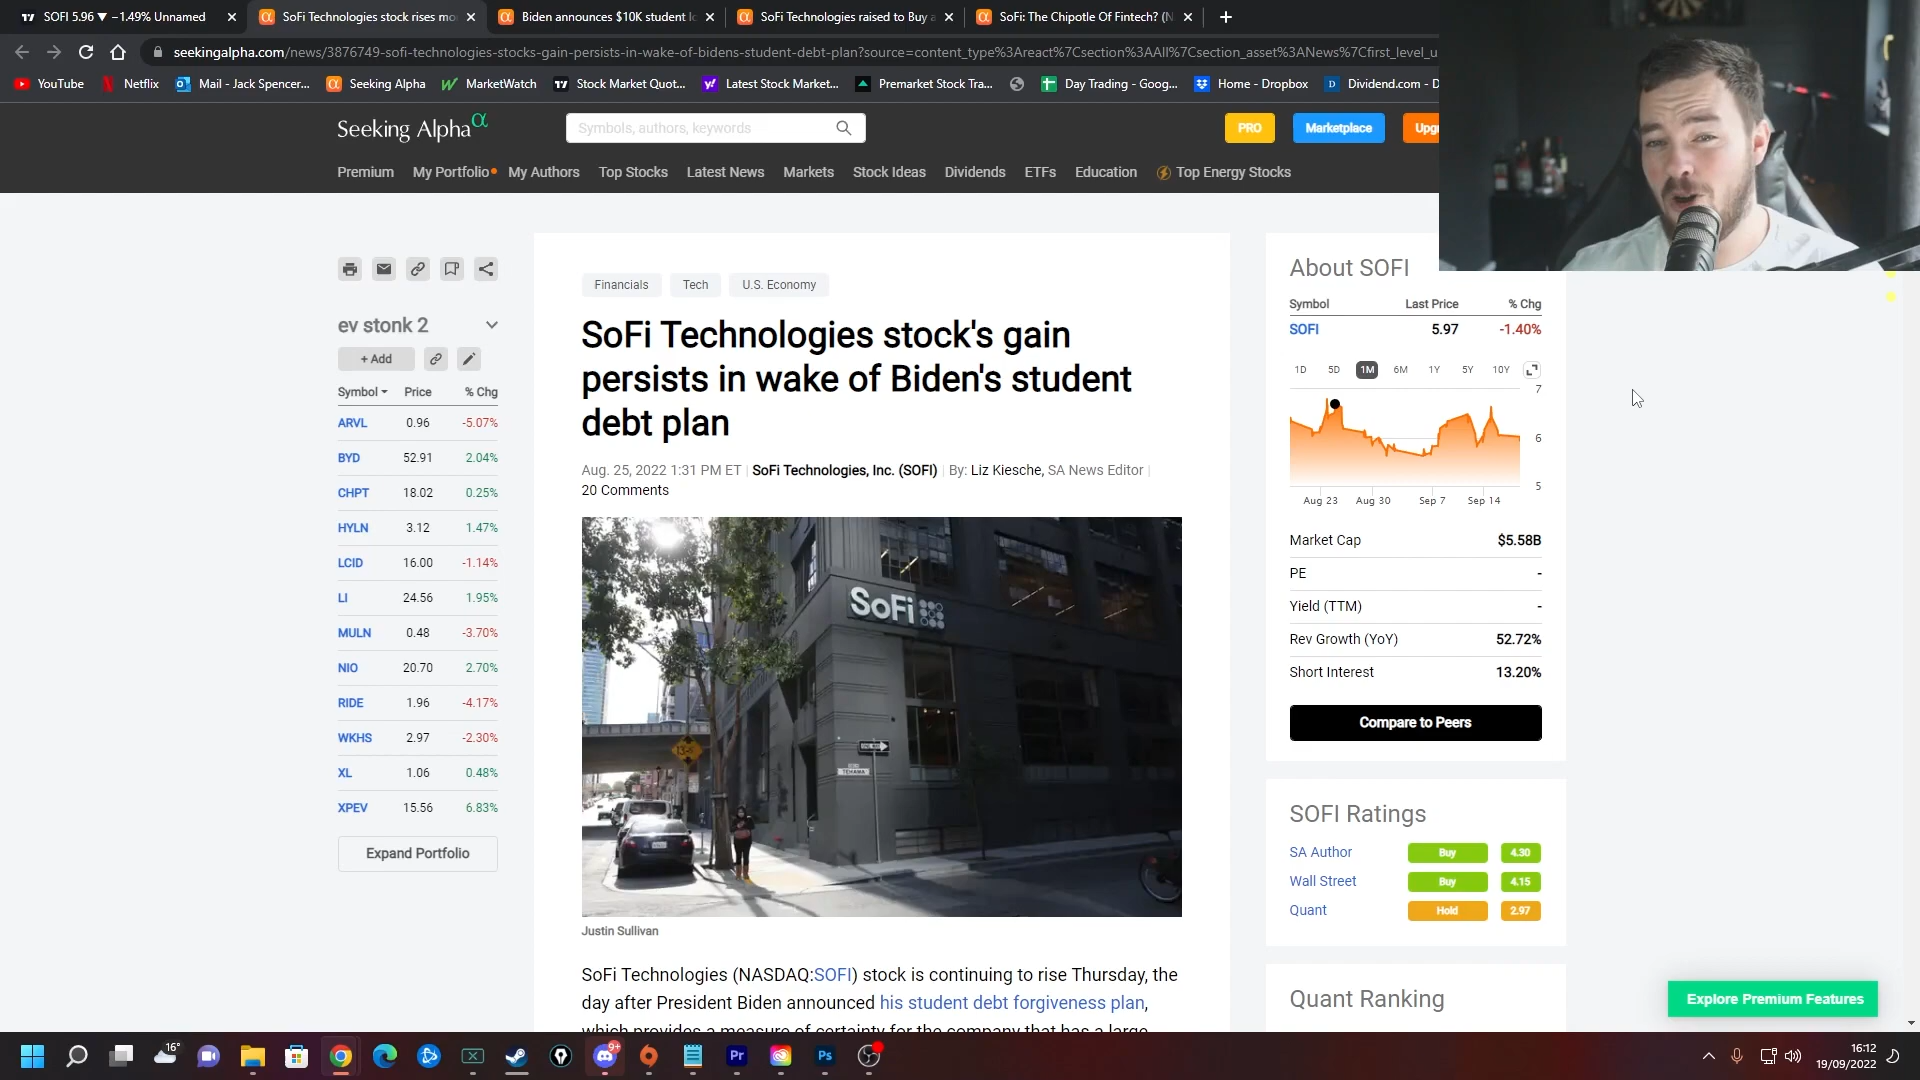 SOFI 5.96 ▼ −1.49% Unnamed
SoFi Technologies stock rises mo
Biden announces $10K student lo
SoFi Technologies raised to Buy a
SoFi: The Chipotle Of Fintech? (N
seekingalpha.com/news/3876749-sofi-technologies-stocks-gain-persists-in-wake-of-bidens-student-debt-plan?source=content_type%3Areact%7Csection%3AAll%7Csection_asset%3ANews%7Cfirst_level_u
YouTube
Netflix
Mail - Jack Spencer...
Seeking Alpha
MarketWatch
Stock Market Quot...
Latest Stock Market...
Premarket Stock Tra...
Day Trading - Goog...
Home - Dropbox
Dividend.com - D
Seeking Alpha α
Symbols, authors, keywords
PRO
Marketplace
Upg
Premium
My Portfolio
My Authors
Top Stocks
Latest News
Markets
Stock Ideas
Dividends
ETFs
Education
Top Energy Stocks
ev stonk 2
+ Add
Symbol Price % Chg
ARVL 0.96 -5.07%
BYD 52.91 2.04%
CHPT 18.02 0.25%
HYLN 3.12 1.47%
LCID 16.00 -1.14%
LI 24.56 1.95%
MULN 0.48 -3.70%
NIO 20.70 2.70%
RIDE 1.96 -4.17%
WKHS 2.97 -2.30%
XL 1.06 0.48%
XPEV 15.56 6.83%
Expand Portfolio
Financials
Tech
U.S. Economy
SoFi Technologies stock's gain
persists in wake of Biden's student
debt plan
Aug. 25, 2022 1:31 PM ET | SoFi Technologies, Inc. (SOFI) | By: Liz Kiesche, SA News Editor |
20 Comments
SoFi
TEHAMA
Justin Sullivan
SoFi Technologies (NASDAQ:SOFI) stock is continuing to rise Thursday, the
day after President Biden announced his student debt forgiveness plan,
which provides a measure of certainty for the company that has a large
About SOFI
Symbol Last Price % Chg
SOFI 5.97 -1.40%
1D 5D 1M 6M 1Y 5Y 10Y
7
6
5
Aug 23 Aug 30 Sep 7 Sep 14
Market Cap $5.58B
PE -
Yield (TTM) -
Rev Growth (YoY) 52.72%
Short Interest 13.20%
Compare to Peers
SOFI Ratings
SA Author Buy 4.30
Wall Street Buy 4.15
Quant Hold 2.97
Quant Ranking
Explore Premium Features
16°
9+
Pr
Ps
16:12
19/09/2022